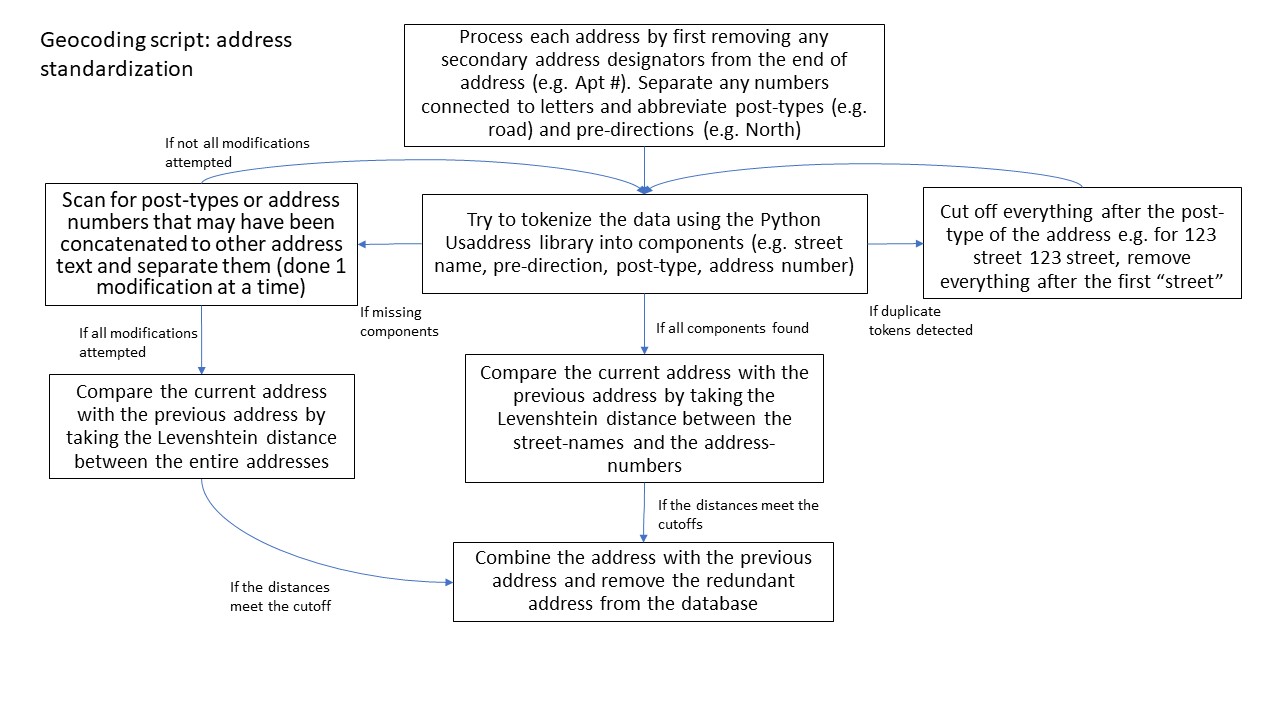 Geocoding script: address
standardization
Process each address by first removing any
secondary address designators from the end of
address (e.g. Apt #). Separate any numbers
connected to letters and abbreviate post-types (e.g.
road) and pre-directions (e.g. North)
If not all modifications
attempted
Scan for post-types or address
numbers that may have been
concatenated to other address
text and separate them (done 1
modification at a time)
Try to tokenize the data using the Python
Usaddress library into components (e.g. street
name, pre-direction, post-type, address number)
Cut off everything after the post-
type of the address e.g. for 123
street 123 street, remove
everything after the first “street”
If missing
components
If duplicate
tokens detected
If all modifications
attempted
If all components found
Compare the current address
with the previous address by
taking the Levenshtein distance
between the entire addresses
Compare the current address with the
previous address by taking the
Levenshtein distance between the
street-names and the address-
numbers
If the distances meet the
cutoffs
If the distances
meet the cutoff
Combine the address with the previous
address and remove the redundant
address from the database